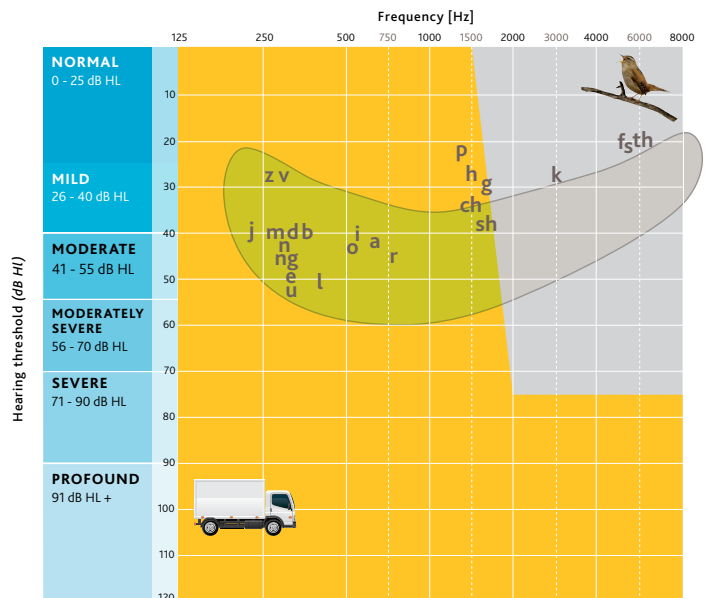 Frequency [Hz]
125 250 500 750 1000 1500 2000 3000 4000 6000 8000
Hearing threshold (dB Hl)
NORMAL
0 - 25 dB HL
MILD
26 - 40 dB HL
MODERATE
41 - 55 dB HL
MODERATELY
SEVERE
56 - 70 dB HL
SEVERE
71 - 90 dB HL
PROFOUND
91 dB HL +
10
20
30
40
50
60
70
80
90
100
110
120
p
f s th
z v
h
g
k
ch
sh
j
m d b
n
ng
e
u
i
o
a
r
l